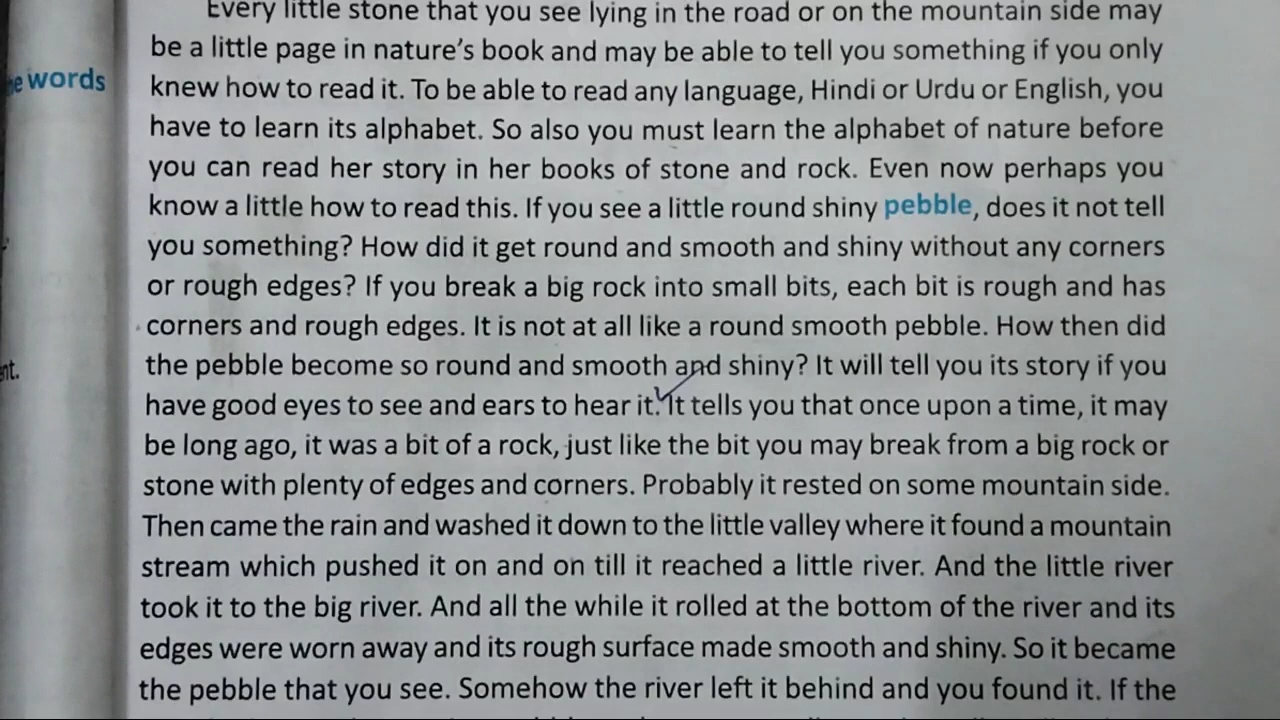 Every little stone that you see lying in the road or on the mountain side may
be a little page in nature's book and may be able to tell you something if you only
words
knew how to read it. To be able to read any language, Hindi or Urdu or English, you
have to learn its alphabet. So also you must learn the alphabet of nature before
you can read her story in her books of stone and rock. Even now perhaps you
know a little how to read this. If you see a little round shiny pebble, does it not tell
you something? How did it get round and smooth and shiny without any corners
or rough edges? If you break a big rock into small bits, each bit is rough and has
corners and rough edges. It is not at all like a round smooth pebble. How then did
the pebble become so round and smooth and shiny? It will tell you its story if you
have good eyes to see and ears to hear it. It tells you that once upon a time, it may
be long ago, it was a bit of a rock, just like the bit you may break from a big rock or
stone with plenty of edges and corners. Probably it rested on some mountain side.
Then came the rain and washed it down to the little valley where it found a mountain
stream which pushed it on and on till it reached a little river. And the little river
took it to the big river. And all the while it rolled at the bottom of the river and its
edges were worn away and its rough surface made smooth and shiny. So it became
the pebble that you see. Somehow the river left it behind and you found it. If the